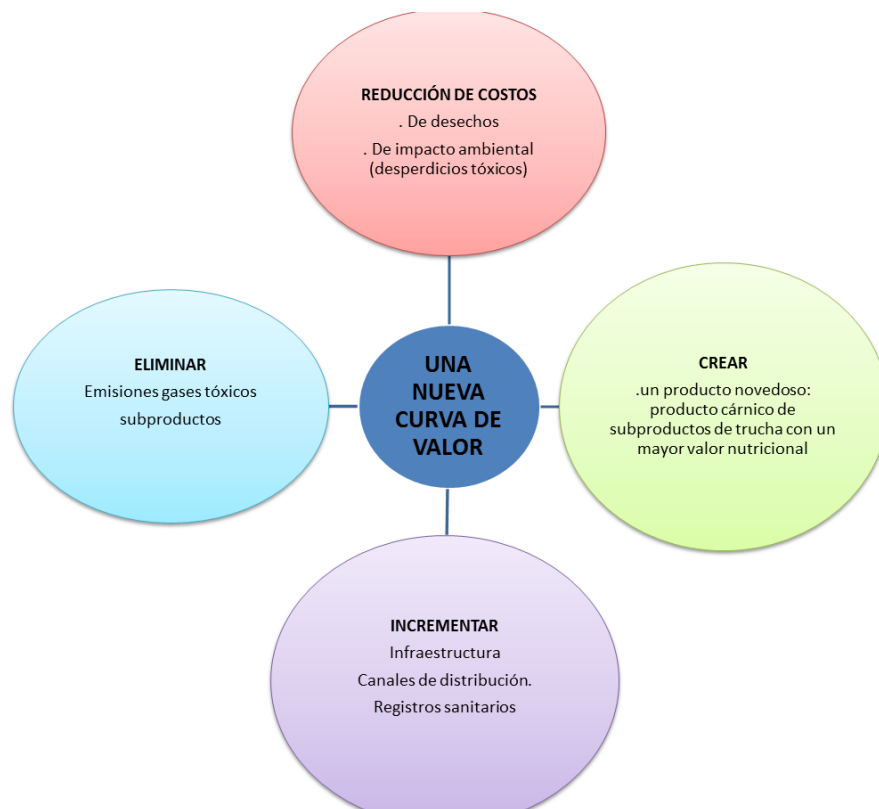 REDUCCIÓN DE COSTOS
. De desechos
. De impacto ambiental
(desperdicios tóxicos)
ELIMINAR
Emisiones gases tóxicos
subproductos
UNA
NUEVA
CURVA DE
VALOR
CREAR
.un producto novedoso:
producto cárnico de
subproductos de trucha con un
mayor valor nutricional
INCREMENTAR
Infraestructura
Canales de distribución.
Registros sanitarios